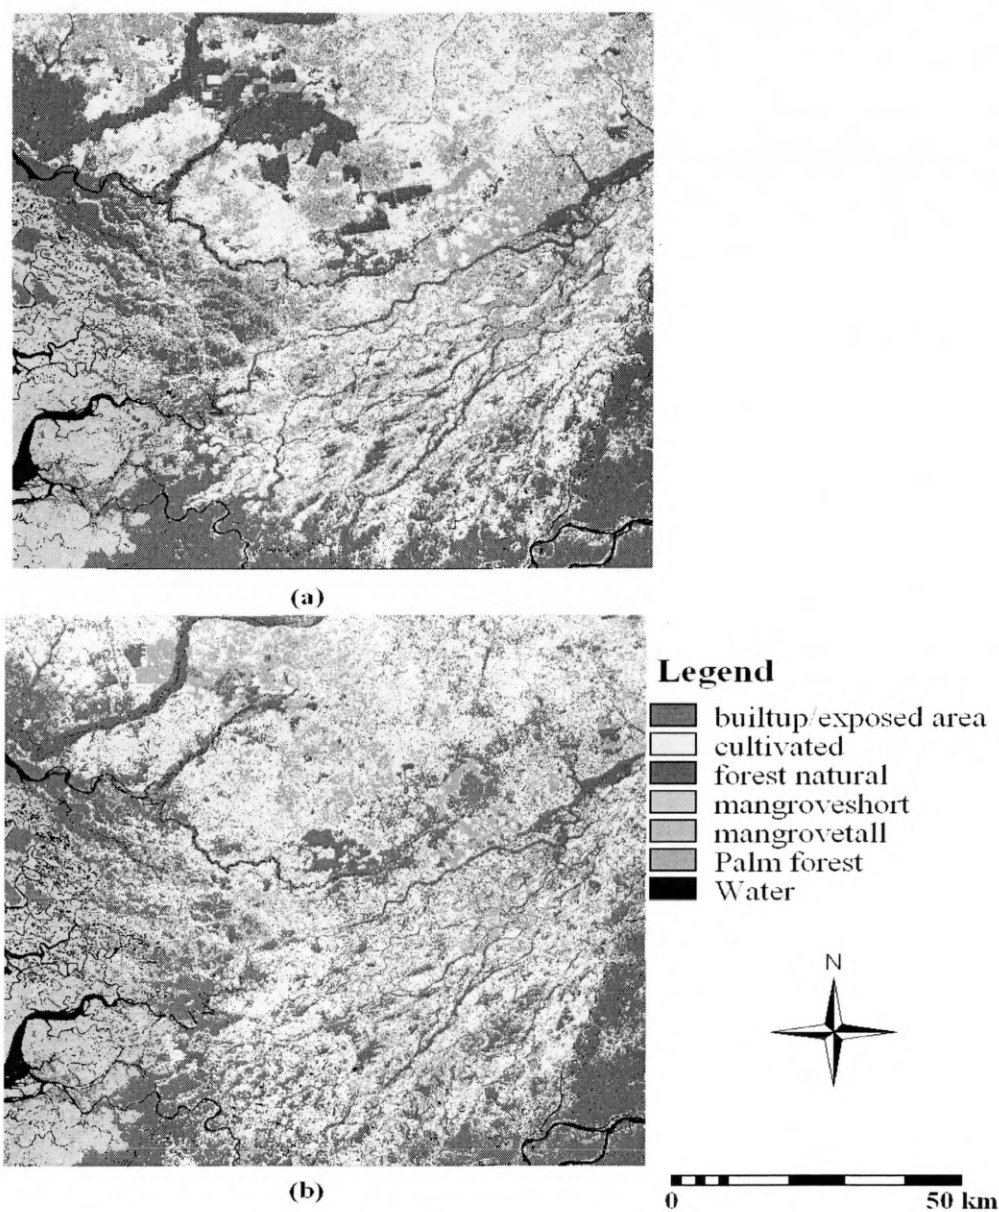 (a)
Legend
builtup/exposed area
cultivated
forest natural
mangroveshort
mangrovetall
Palm forest
Water
N
(b)
0 50 km